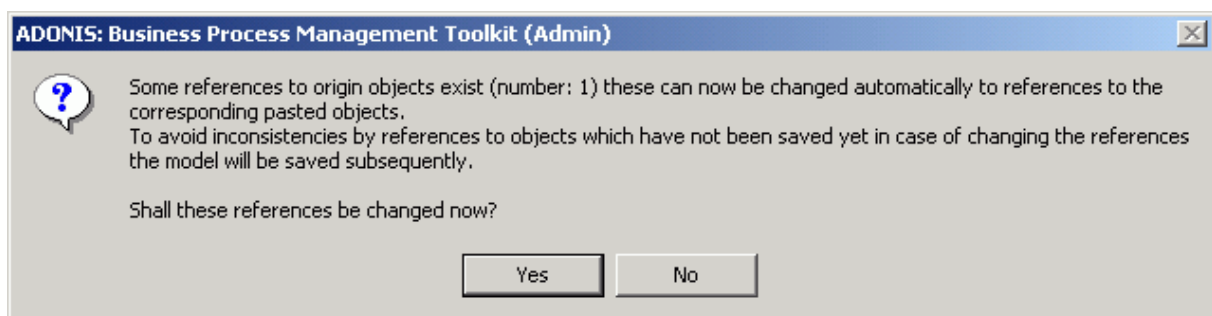 ADONIS: Business Process Management Toolkit (Admin)
Some references to origin objects exist (number: 1) these can now be changed automatically to references to the
corresponding pasted objects.
To avoid inconsistencies by references to objects which have not been saved yet in case of changing the references
the model will be saved subsequently.
Shall these references be changed now?
Yes
No